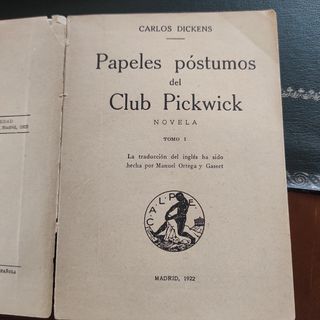 CARLOS DICKENS
Papeles póstumos
del
Club Pickwick
NOVELA
TOMO I
La traducción del inglés ha sido
hecha por Manuel Ortega y Gasset
CALPE
MADRID, 1922